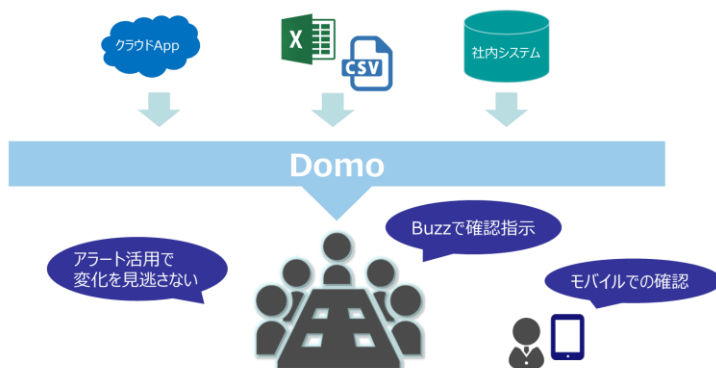 クラウドApp
X
CSV
社内システム
Domo
Buzzで確認指示
アラート活用で
変化を見逃さない
モバイルでの確認